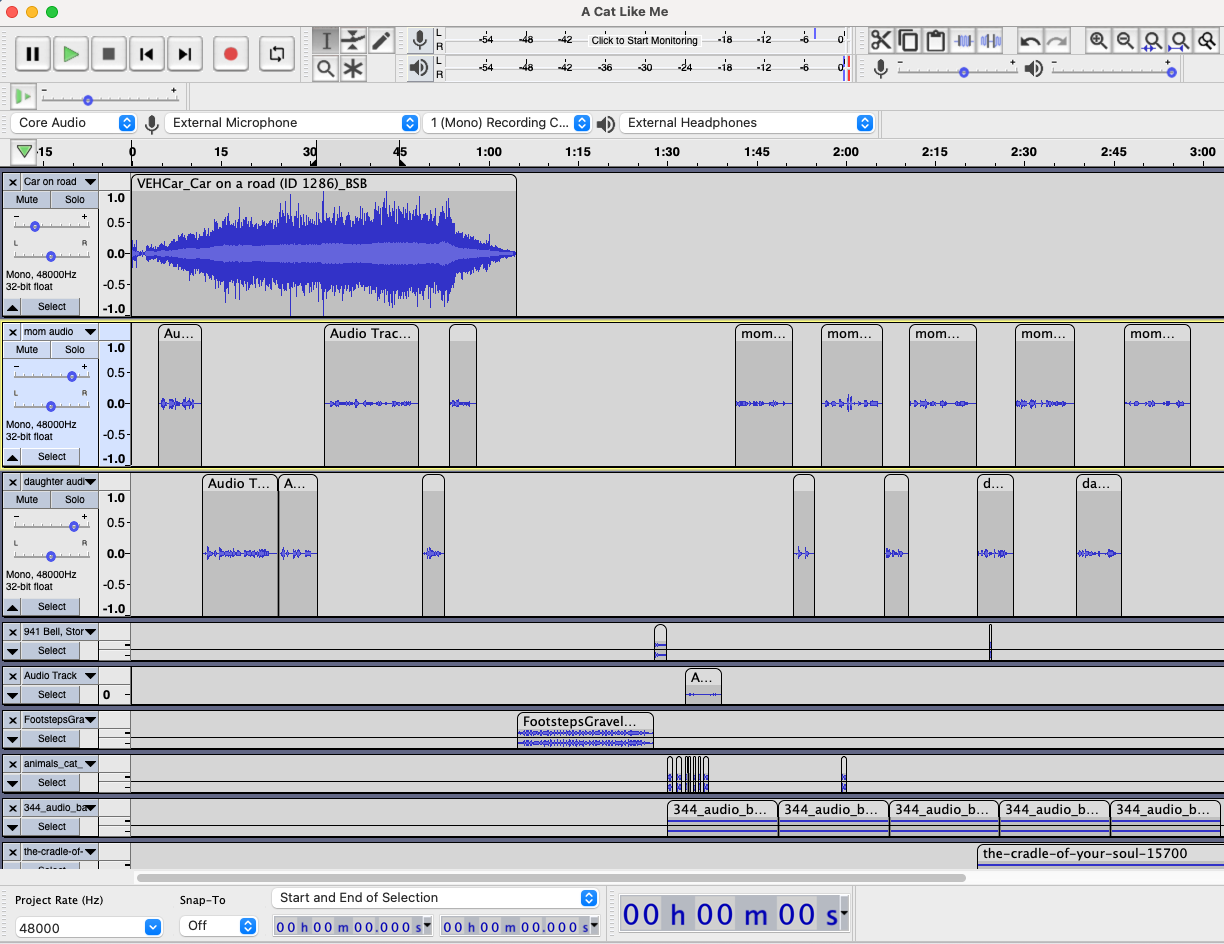 A Cat Like Me
L
R
-54 -48 -42 Click to Start Monitoring -18 -12 -6 0
L
R
-54 -48 -42 -36 -30 -24 -18 -12 -6 0
- +
- +
- +
Core Audio
External Microphone
1 (Mono) Recording C...
External Headphones
-15 0 15 30 45 1:00 1:15 1:30 1:45 2:00 2:15 2:30 2:45 3:00
Car on road
VEHCar_Car on a road (ID 1286)_BSB
Mute Solo
- +
L R
Mono, 48000Hz
32-bit float
Select
1.0
0.5-
0.0-
-0.5-
-1.0
mom audio
Au... Audio Trac... mom... mom... mom... mom... mom...
Mute Solo
- +
L R
Mono, 48000Hz
32-bit float
Select
1.0
0.5-
0.0-
-0.5-
-1.0
daughter audi
Audio T... A... d... da...
Mute Solo
- +
L R
Mono, 48000Hz
32-bit float
Select
1.0
0.5-
0.0-
-0.5-
-1.0
941 Bell, Stor
Select
Audio Track
A...
Select
0
FootstepsGra
FootstepsGravel...
Select
animals_cat_
Select
344_audio_ba
344_audio_b... 344_audio_b... 344_audio_b... 344_audio_b... 344_audio_b...
Select
the-cradle-of-
the-cradle-of-your-soul-15700
Select
Project Rate (Hz)
Snap-To
Start and End of Selection
48000
Off
00 h 00 m 00.000 s
00 h 00 m 00.000 s
00 h 00 m 00 s